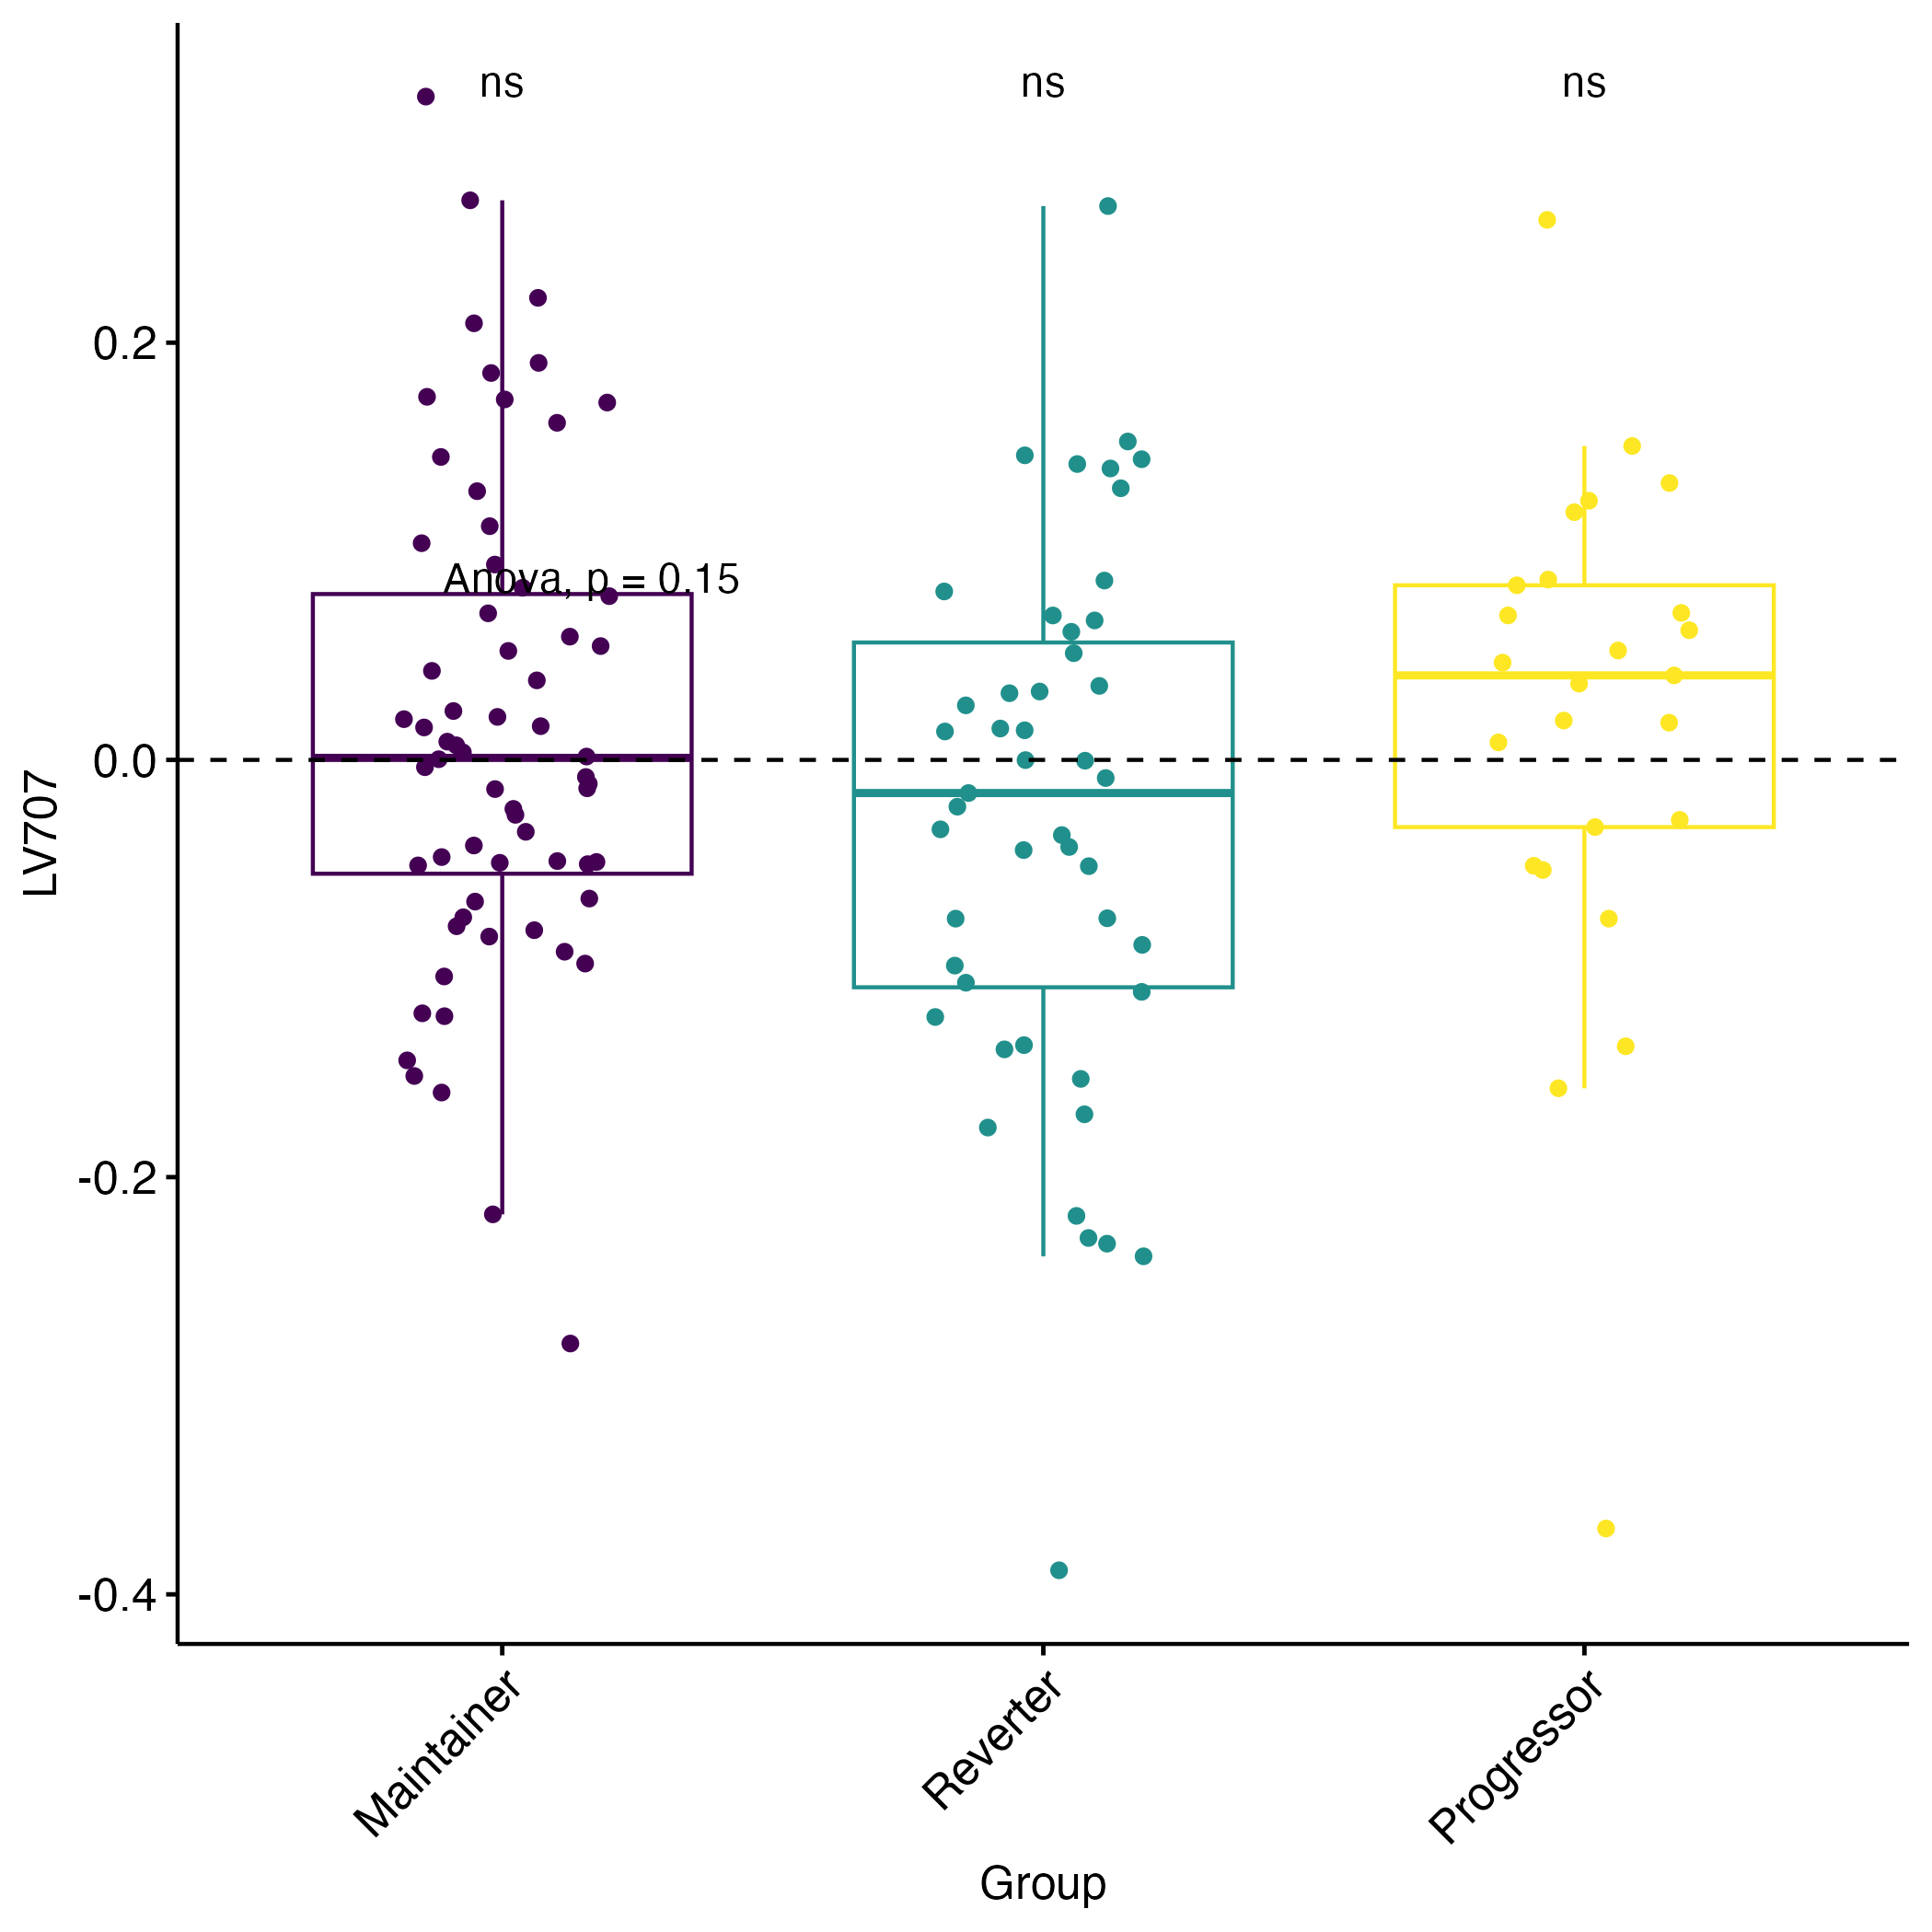 ns ns ns
0.2
Anova, p = 0.15
0.0
LV707
-0.2
-0.4
Maintainer Reverter Progressor
Group